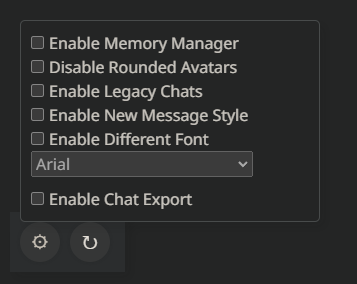 Enable Memory Manager
Disable Rounded Avatars
Enable Legacy Chats
Enable New Message Style
Enable Different Font
Arial
Enable Chat Export